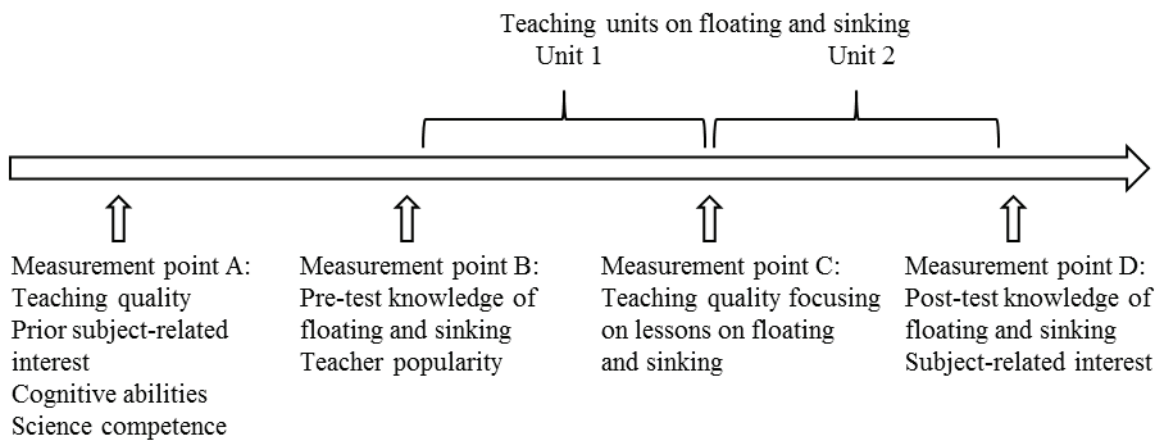 Teaching units on floating and sinking
Unit 1
Unit 2
Measurement point A:
Teaching quality
Prior subject-related
interest
Cognitive abilities
Science competence
Measurement point B:
Pre-test knowledge of
floating and sinking
Teacher popularity
Measurement point C:
Teaching quality focusing
on lessons on floating
and sinking
Measurement point D:
Post-test knowledge of
floating and sinking
Subject-related interest